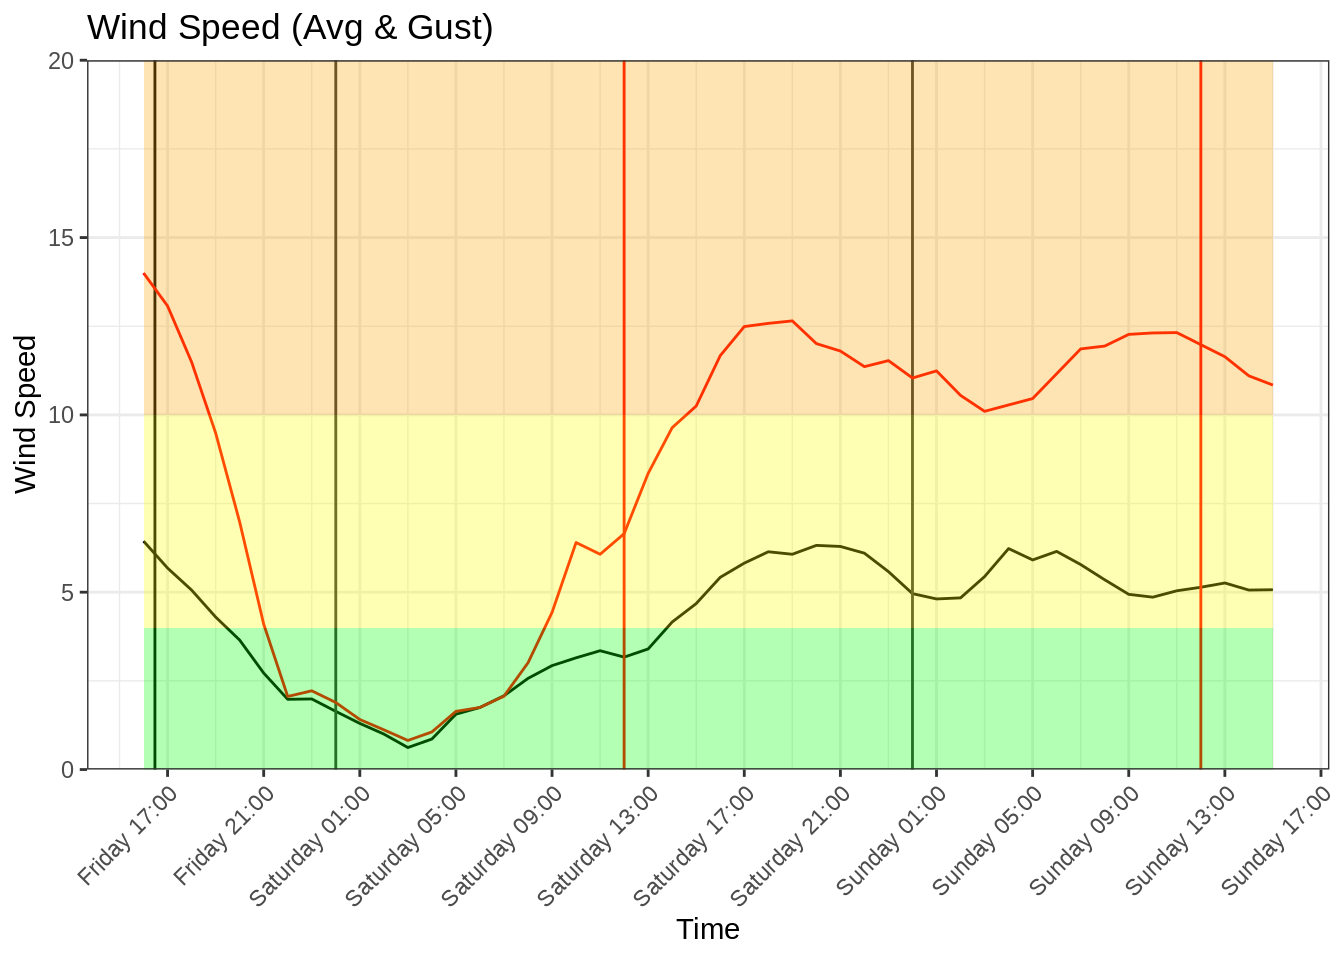 Wind Speed (Avg & Gust)
Wind Speed
20
15
10
5
0
Friday 17:00
Friday 21:00
Saturday 01:00
Saturday 05:00
Saturday 09:00
Saturday 13:00
Saturday 17:00
Saturday 21:00
Sunday 01:00
Sunday 05:00
Sunday 09:00
Sunday 13:00
Sunday 17:00
Time